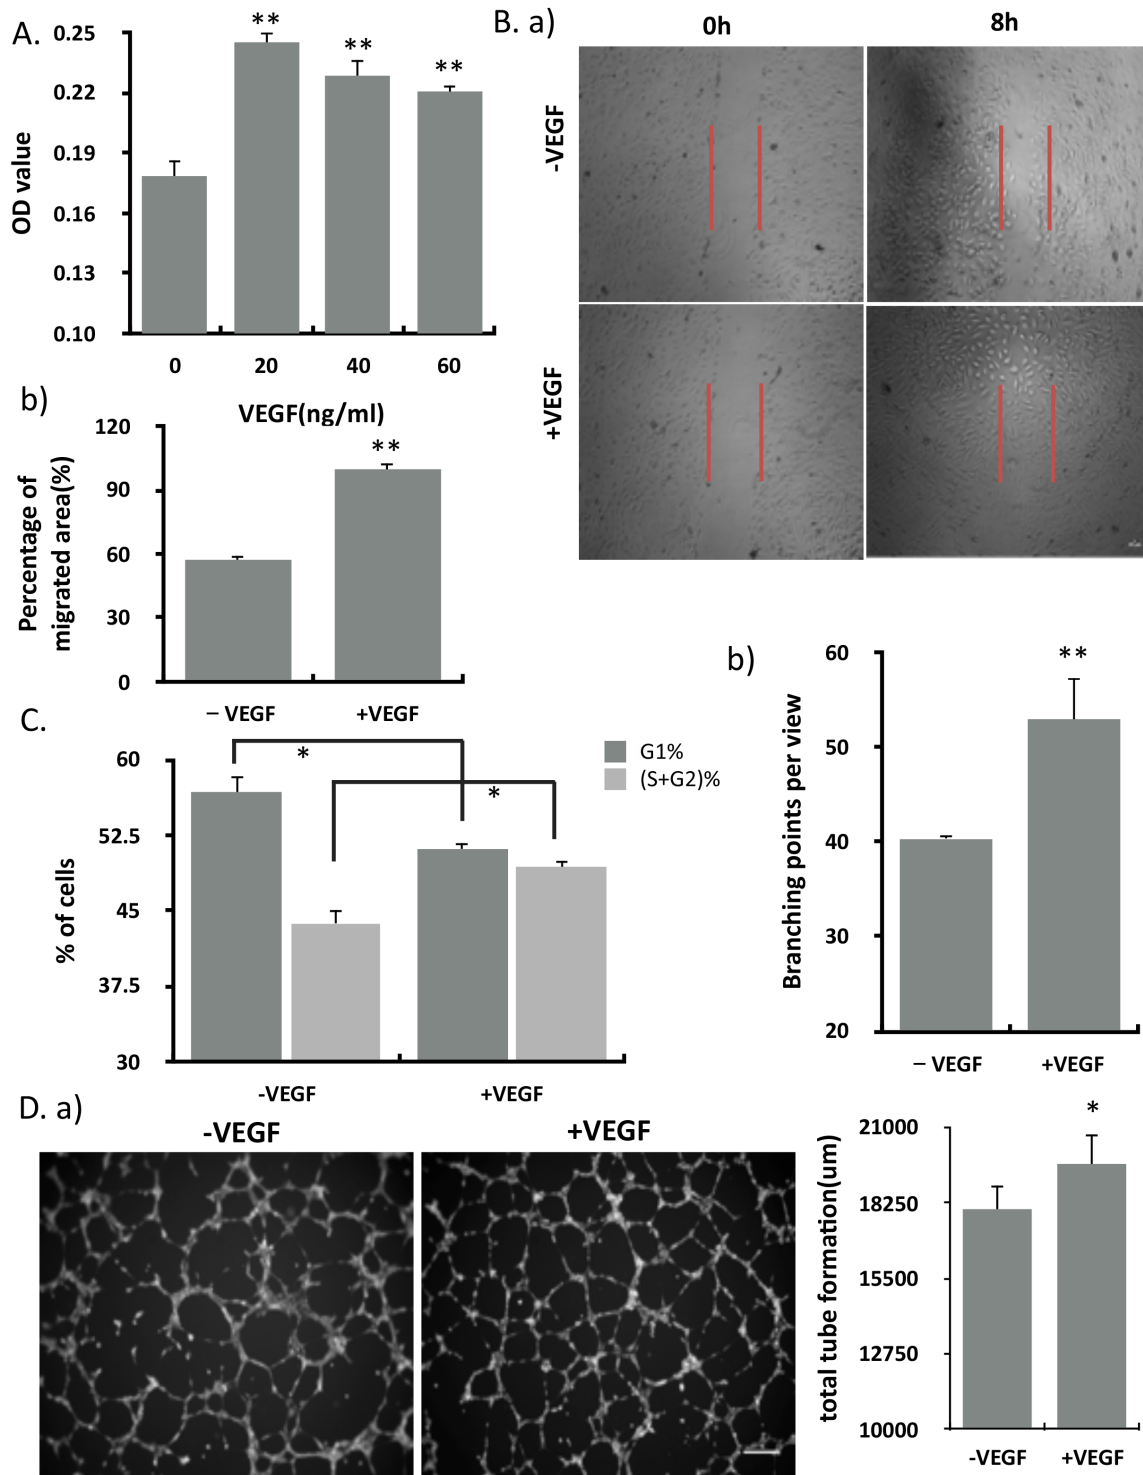 A.
OD value
0.25
0.22
0.19
0.16
0.13
0.10
**
**
**
0
20
40
60
VEGF(ng/ml)
B. a)
0h
8h
-VEGF
+VEGF
b)
Percentage of
migrated area(%)
120
90
60
30
0
**
– VEGF
+VEGF
C.
% of cells
60
52.5
45
37.5
30
*
*
G1%
(S+G2)%
-VEGF
+VEGF
b)
Branching points per view
60
50
40
30
20
**
– VEGF
+VEGF
D. a)
-VEGF
+VEGF
total tube formation(um)
21000
18250
15500
12750
10000
*
-VEGF
+VEGF